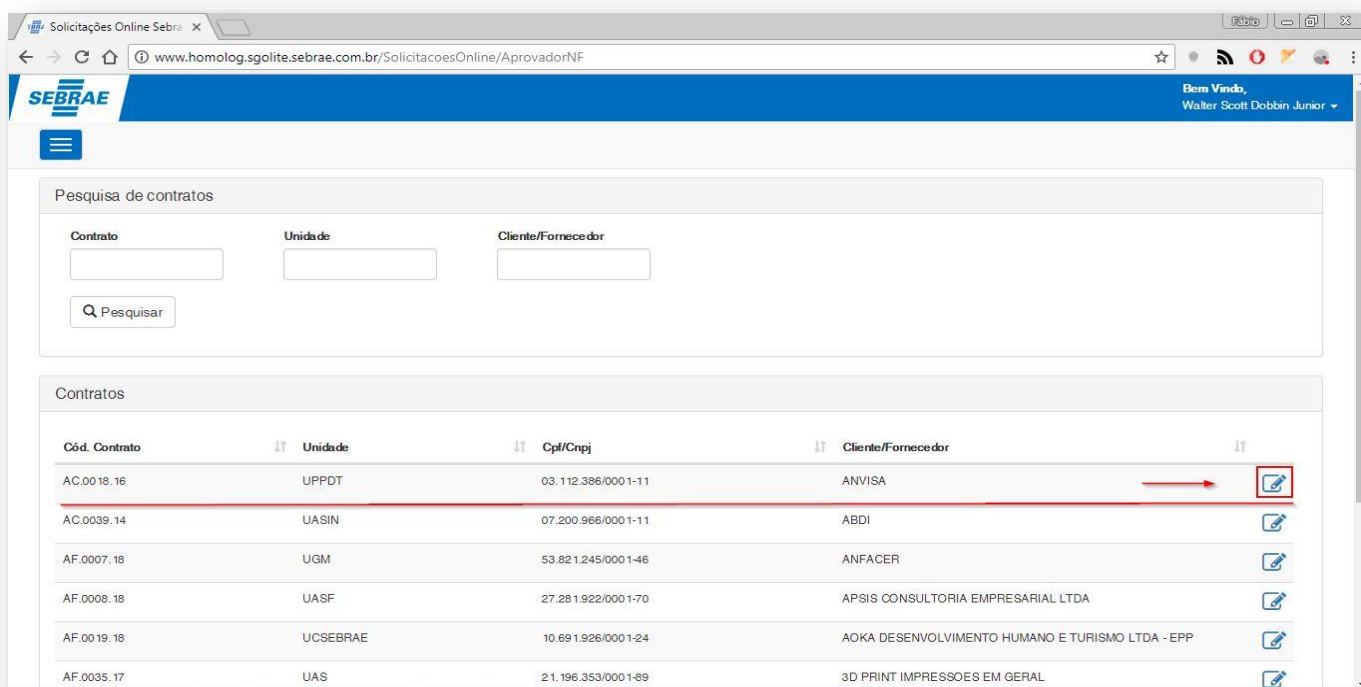 Solicitações Online Sebra
Fábio
www.homolog.sgolite.sebrae.com.br/SolicitacoesOnline/AprovadorNF
SEBRAE
Bem Vindo,
Walter Scott Dobbin Junior
Pesquisa de contratos
Contrato Unidade Cliente/Fornecedor
Pesquisar
Contratos
Cód. Contrato Unidade Cpf/Cnpj Cliente/Fornecedor
AC.0018.16 UPPDT 03.112.386/0001-11 ANVISA
AC.0039.14 UASIN 07.200.966/0001-11 ABDI
AF.0007.18 UGM 53.821.245/0001-46 ANFACER
AF.0008.18 UASF 27.281.922/0001-70 APSIS CONSULTORIA EMPRESARIAL LTDA
AF.0019.18 UCSEBRAE 10.691.926/0001-24 AOKA DESENVOLVIMENTO HUMANO E TURISMO LTDA - EPP
AF.0035.17 UAS 21.196.353/0001-89 3D PRINT IMPRESSOES EM GERAL